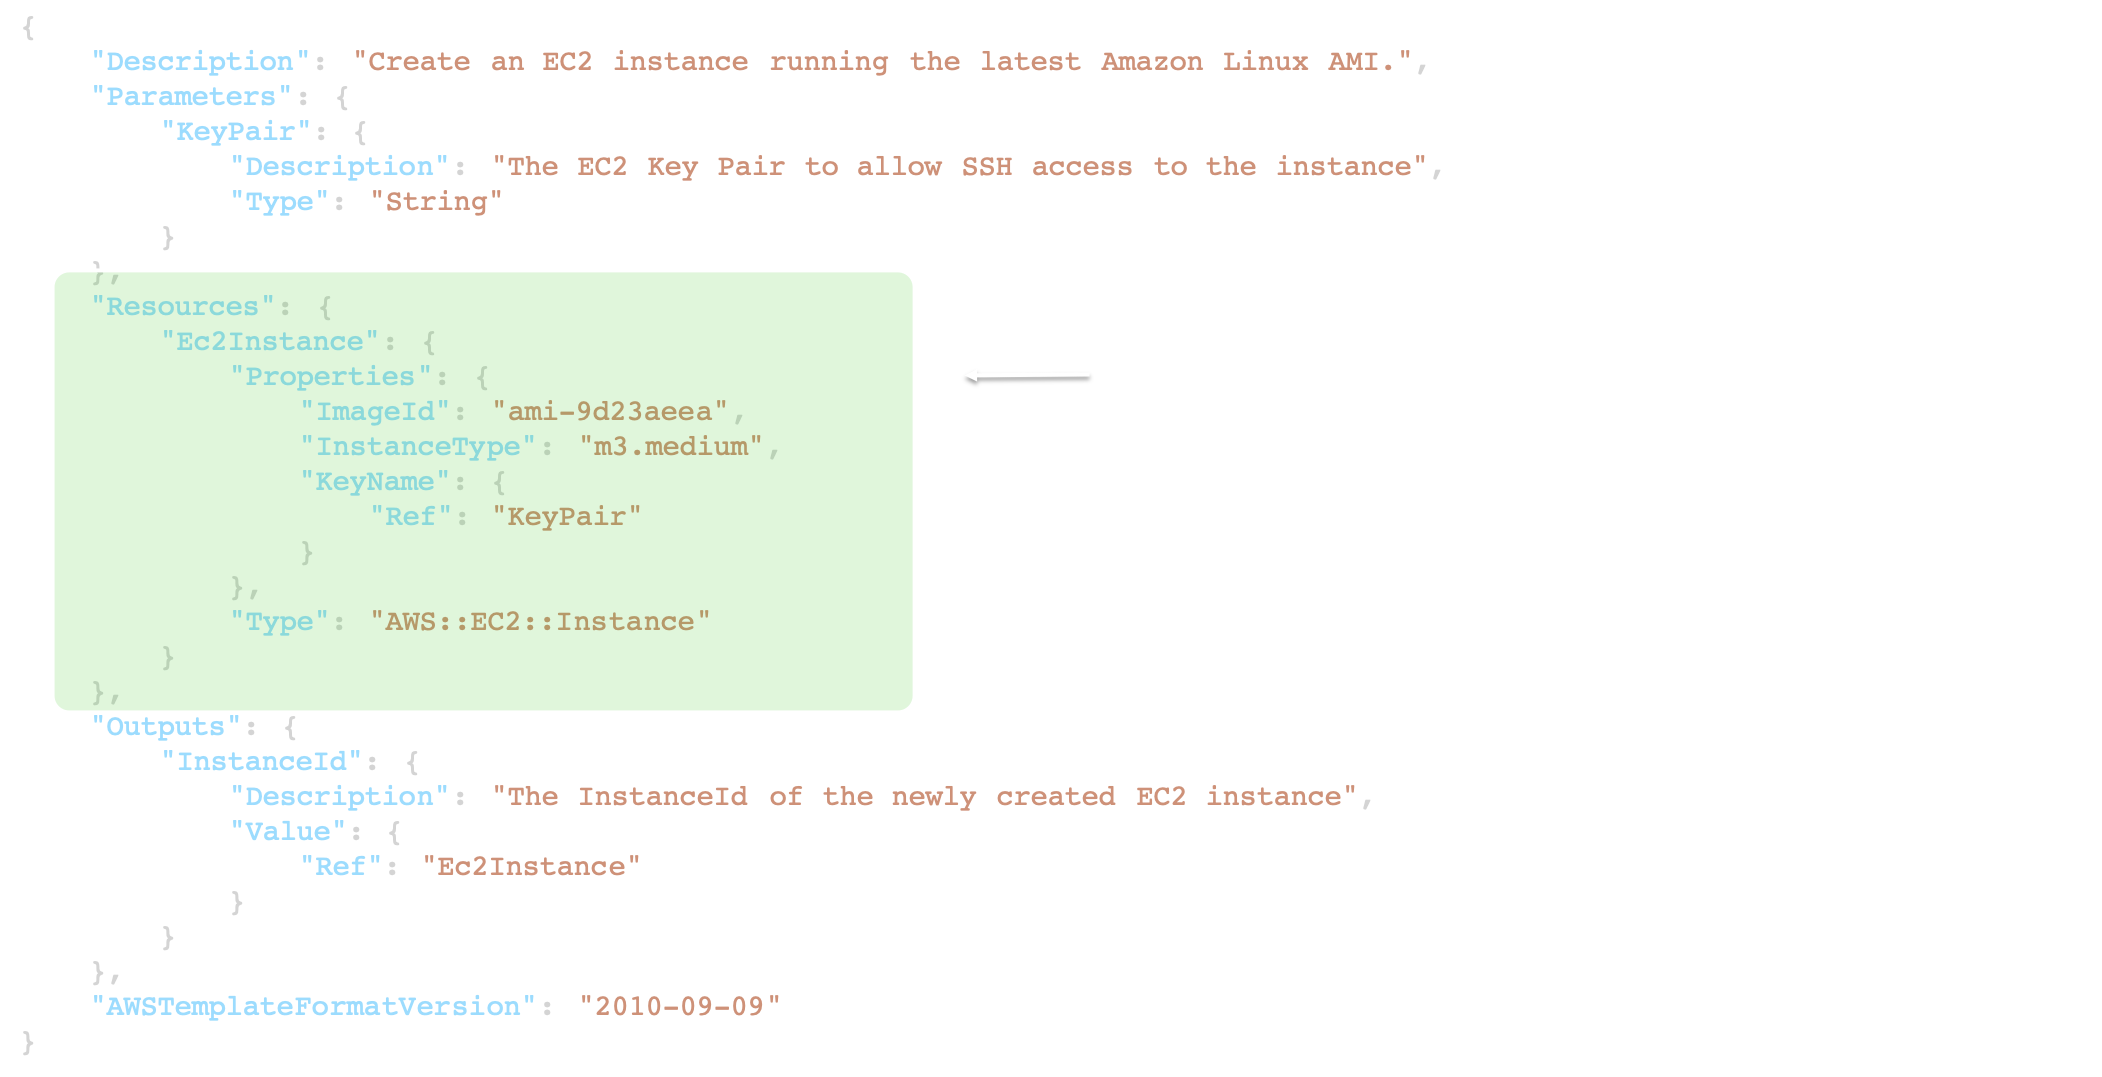 {
    "Description": "Create an EC2 instance running the latest Amazon Linux AMI.",
    "Parameters": {
        "KeyPair": {
            "Description": "The EC2 Key Pair to allow SSH access to the instance",
            "Type": "String"
        }
    },
    "Resources": {
        "Ec2Instance": {
            "Properties": {
                "ImageId": "ami-9d23aeea",
                "InstanceType": "m3.medium",
                "KeyName": {
                    "Ref": "KeyPair"
                }
            },
            "Type": "AWS::EC2::Instance"
        }
    },
    "Outputs": {
        "InstanceId": {
            "Description": "The InstanceId of the newly created EC2 instance",
            "Value": {
                "Ref": "Ec2Instance"
            }
        }
    },
    "AWSTemplateFormatVersion": "2010-09-09"
}